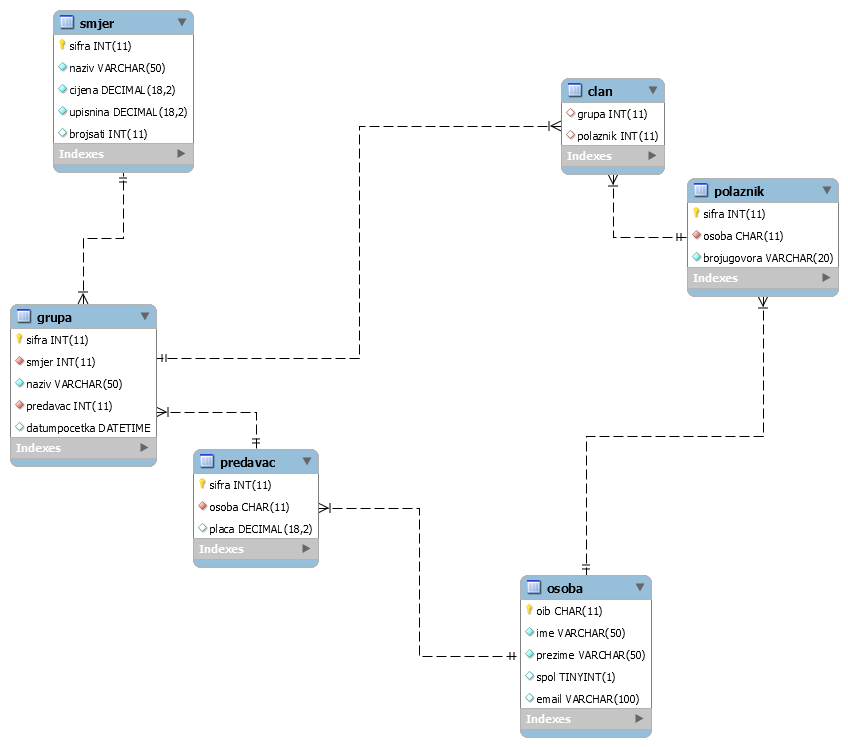 smjer
sifra INT(11)
naziv VARCHAR(50)
cijena DECIMAL(18,2)
upisnina DECIMAL(18,2)
brojsati INT(11)
Indexes
clan
grupa INT(11)
polaznik INT(11)
Indexes
polaznik
sifra INT(11)
osoba CHAR(11)
brojugovora VARCHAR(20)
Indexes
grupa
sifra INT(11)
smjer INT(11)
naziv VARCHAR(50)
predavac INT(11)
datumpocetka DATETIME
Indexes
predavac
sifra INT(11)
osoba CHAR(11)
placa DECIMAL(18,2)
Indexes
osoba
oib CHAR(11)
ime VARCHAR(50)
prezime VARCHAR(50)
spol TINYINT(1)
email VARCHAR(100)
Indexes